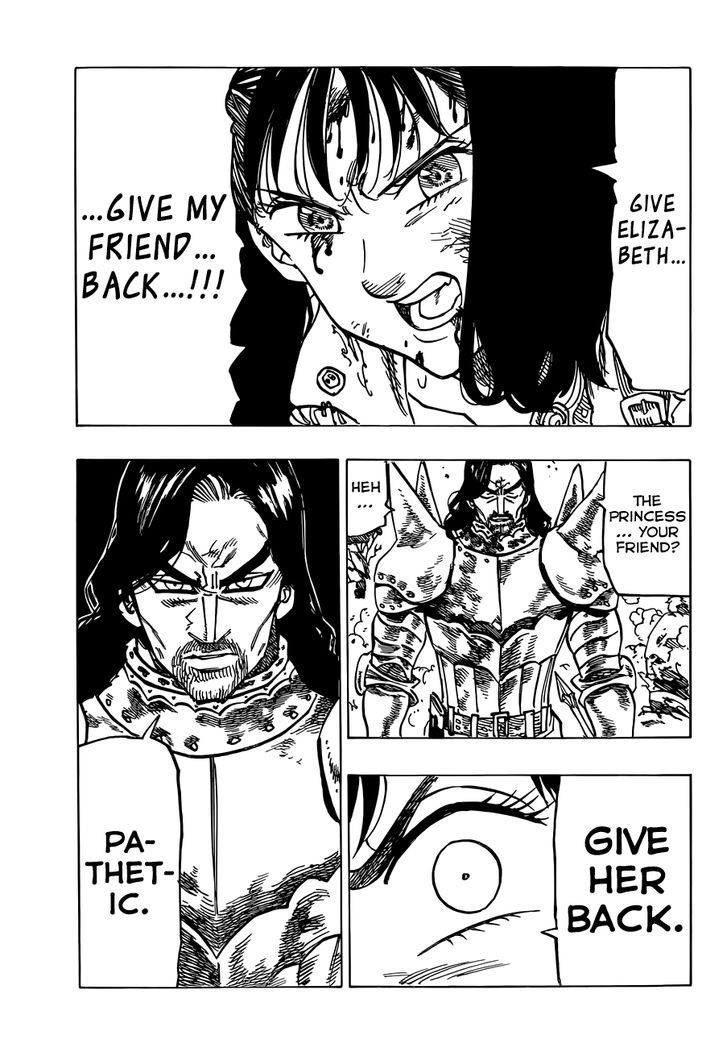 GIVE
ELIZA-
BETH...
...GIVE MY
FRIEND...
BACK...!!!
THE
PRINCESS
... YOUR
FRIEND?
HEH
...
PA-
THET-
IC.
GIVE
HER
BACK.